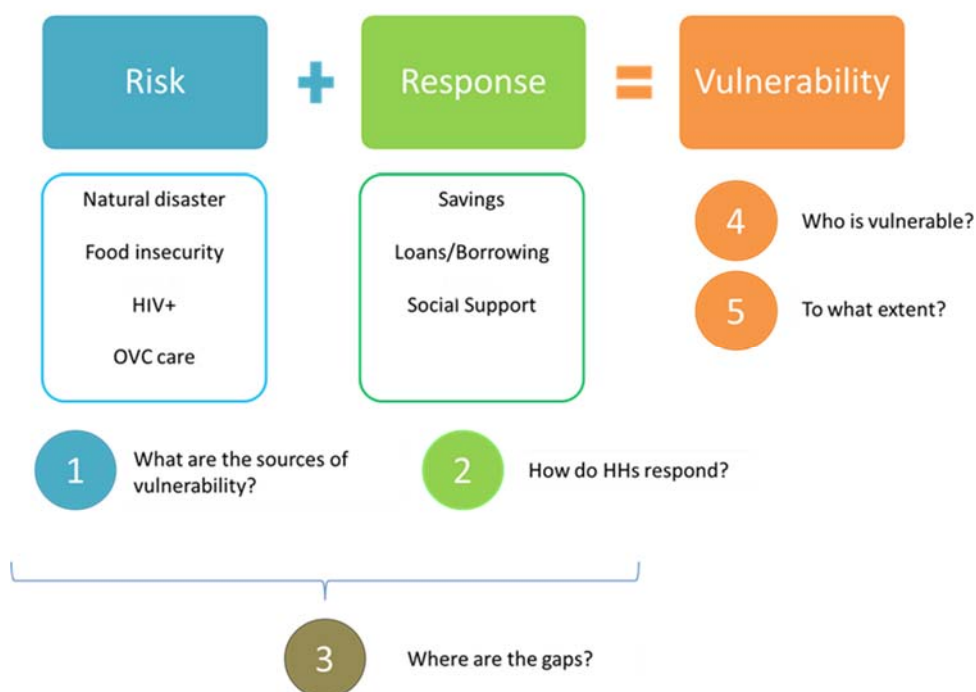 Risk
+
Response
=
Vulnerability
Natural disaster
Food insecurity
HIV+
OVC care
Savings
Loans/Borrowing
Social Support
4
Who is vulnerable?
5
To what extent?
1
What are the sources of
vulnerability?
2
How do HHs respond?
3
Where are the gaps?